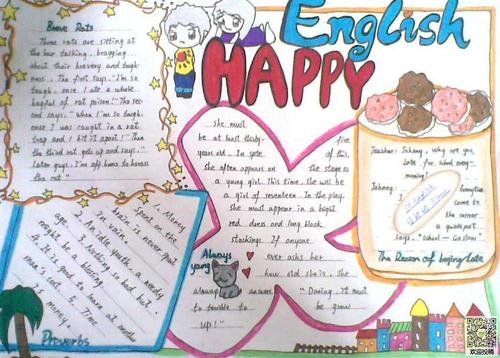 English
HAPPY
Brave Rats
Three rats are sitting at
the bar talking, bragging
about their bravery and tough-
ness. The first says, "I'm so
tough, once I ate a whole
bagful of rat poison!" The sec-
ond says, "when I'm so tough,
once I was caught in a rat
trap and I bit it apart!" Then
the third rat gets up and says,
"Later guys, I'm off home to harass
the cat."
she must
be at least thirty-five
years old. In spite of this,
she often appears on the stage as
a young girl. This time, she will be
a girl of seventeen. In the play,
she must appear in a bright
red dress and long black
stockings. If anyone
ever asks her
how old she is, she
always answers
"Darling, it must
be
terrible to be grow
up!"
Always
young
Teacher: Johnny, why are you
late for school every
morning?
Johnny:
Everytime
come to
the corner
a guidepost
says, "School - Go Slow"
The Reason of being late
1. Money
spent on the
brain is never spent
in vain.
2. An idle youth, a needy
age.
3. Nothing so bad but
might be a blessing.
4. It is good to learn at another
man's cost.
5. Time
is money.
Proverbs